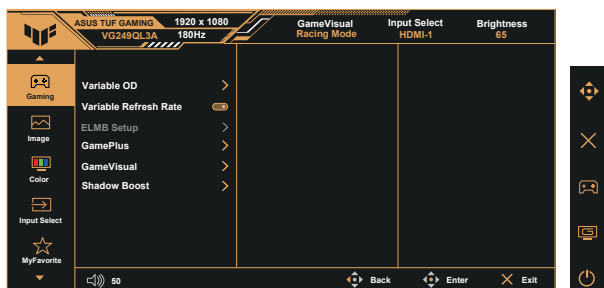 ASUS TUF GAMING 1920 x 1080 GameVisual Input Select Brightness
VG249QL3A 180Hz Racing Mode HDMI-1 65
Gaming
Image
Color
Input Select
MyFavorite
Variable OD
Variable Refresh Rate
ELMB Setup
GamePlus
GameVisual
Shadow Boost
50 Back Enter Exit